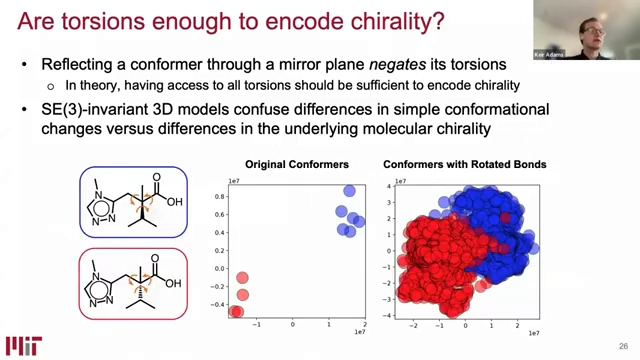 Are torsions enough to encode chirality?
Keir Adams
• Reflecting a conformer through a mirror plane negates its torsions
o In theory, having access to all torsions should be sufficient to encode chirality
• SE(3)-invariant 3D models confuse differences in simple conformational
changes versus differences in the underlying molecular chirality
Original Conformers
Conformers with Rotated Bonds
1e7
1e7
0.8
0.6
0.4
0.2
0.0
−0.2
−0.4
−1 0 1 2
1e7
4
3
2
1
0
−1
−2
−3
−4
−2 −1 0 1 2 3
1e7
N
N
N
O
OH
N
N
N
O
OH
MIT
26